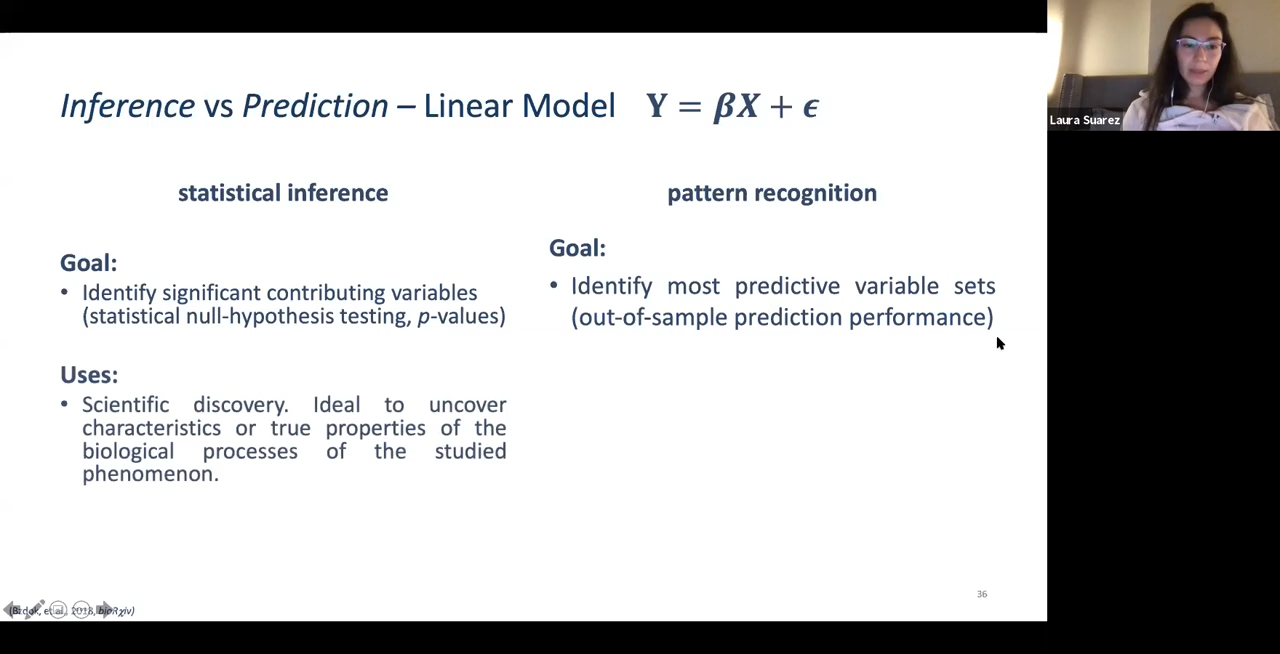 Inference vs Prediction – Linear Model Y = βX + ϵ
Laura Suarez
statistical inference
Goal:
• Identify significant contributing variables
(statistical null-hypothesis testing, p-values)
Uses:
• Scientific discovery. Ideal to uncover
characteristics or true properties of the
biological processes of the studied
phenomenon.
pattern recognition
Goal:
• Identify most predictive variable sets
(out-of-sample prediction performance)
36
2018, bioRχiv)